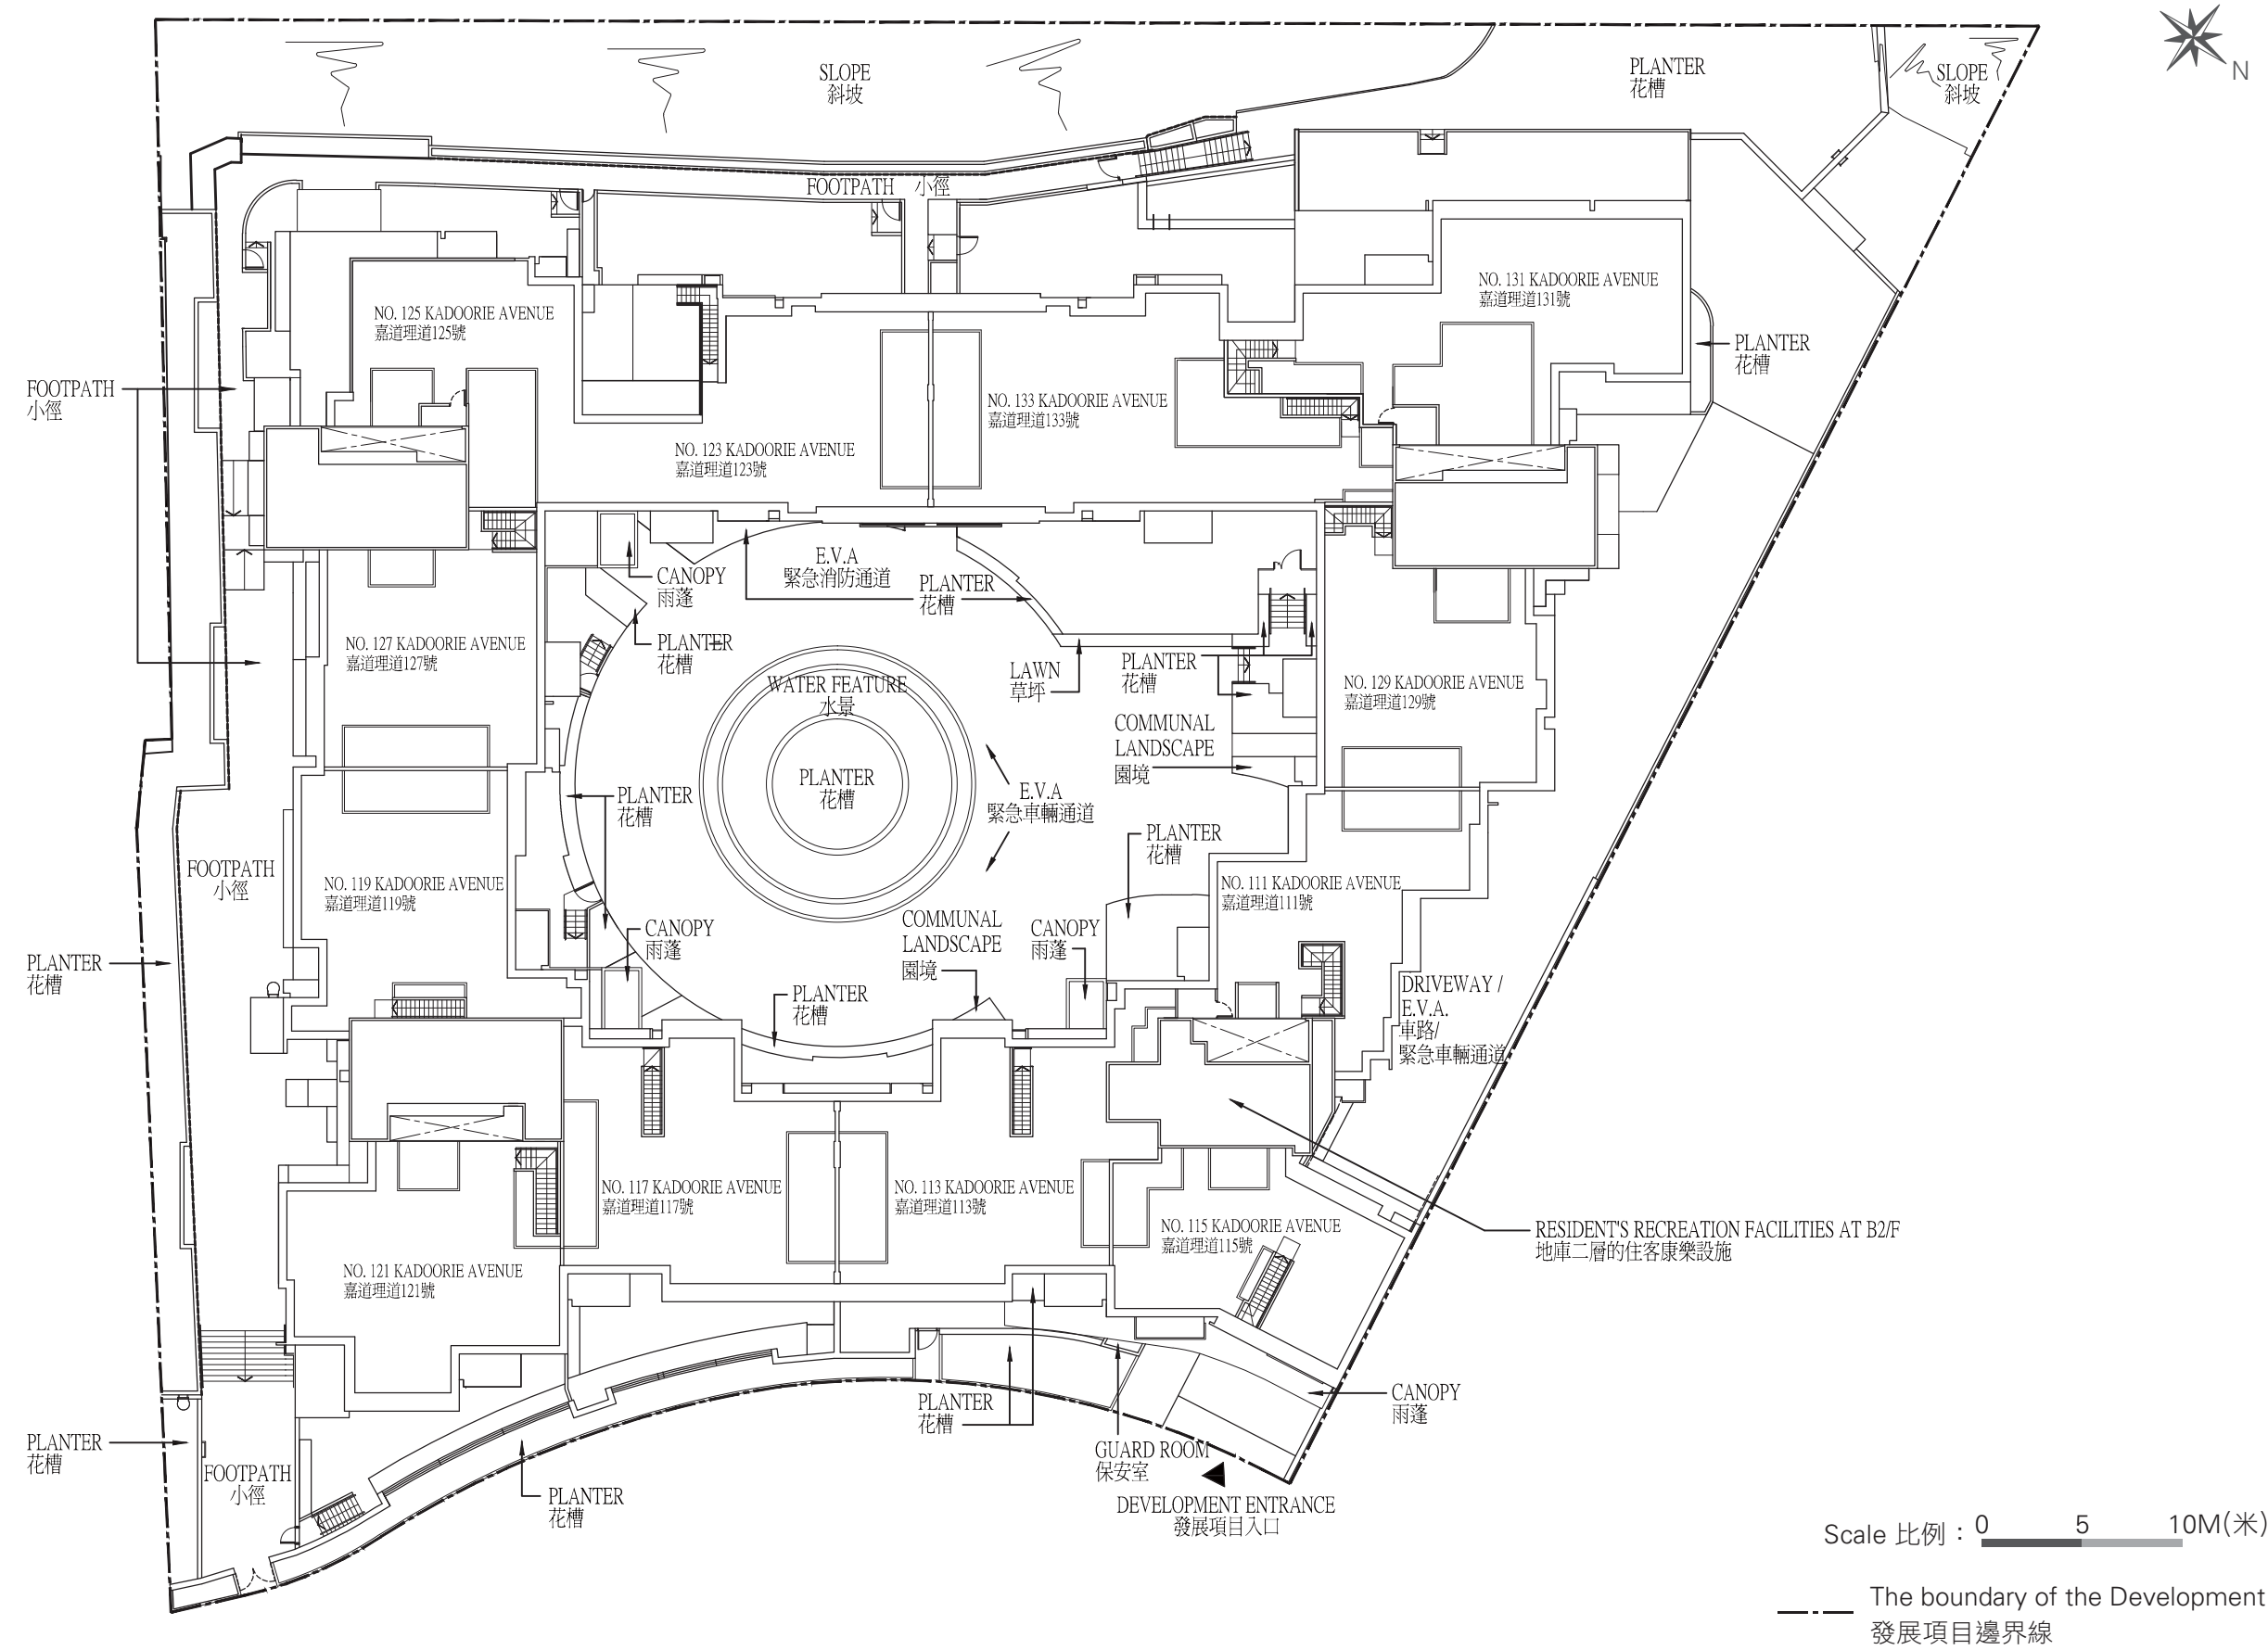 SLOPE
斜坡
PLANTER
花槽
SLOPE
斜坡
N
FOOTPATH 小徑
NO. 125 KADOORIE AVENUE
嘉道理道125號
NO. 131 KADOORIE AVENUE
嘉道理道131號
PLANTER
花槽
FOOTPATH
小徑
NO. 133 KADOORIE AVENUE
嘉道理道133號
NO. 123 KADOORIE AVENUE
嘉道理道123號
E.V.A
緊急消防通道
CANOPY
雨蓬
PLANTER
花槽
NO. 127 KADOORIE AVENUE
嘉道理道127號
PLANTER
花槽
WATER FEATURE
水景
LAWN
草坪
PLANTER
花槽
NO. 129 KADOORIE AVENUE
嘉道理道129號
COMMUNAL
LANDSCAPE
園境
PLANTER
花槽
PLANTER
花槽
E.V.A
緊急車輛通道
PLANTER
花槽
FOOTPATH
小徑
NO. 119 KADOORIE AVENUE
嘉道理道119號
NO. 111 KADOORIE AVENUE
嘉道理道111號
CANOPY
雨蓬
COMMUNAL
LANDSCAPE
園境
CANOPY
雨蓬
PLANTER
花槽
PLANTER
花槽
DRIVEWAY /
E.V.A.
車路/
緊急車輛通道
NO. 117 KADOORIE AVENUE
嘉道理道117號
NO. 113 KADOORIE AVENUE
嘉道理道113號
NO. 115 KADOORIE AVENUE
嘉道理道115號
RESIDENT'S RECREATION FACILITIES AT B2/F
地庫二層的住客康樂設施
NO. 121 KADOORIE AVENUE
嘉道理道121號
PLANTER
花槽
CANOPY
雨蓬
PLANTER
花槽
FOOTPATH
小徑
GUARD ROOM
保安室
PLANTER
花槽
DEVELOPMENT ENTRANCE
發展項目入口
Scale 比例： 0 5 10M(米)
The boundary of the Development
發展項目邊界線